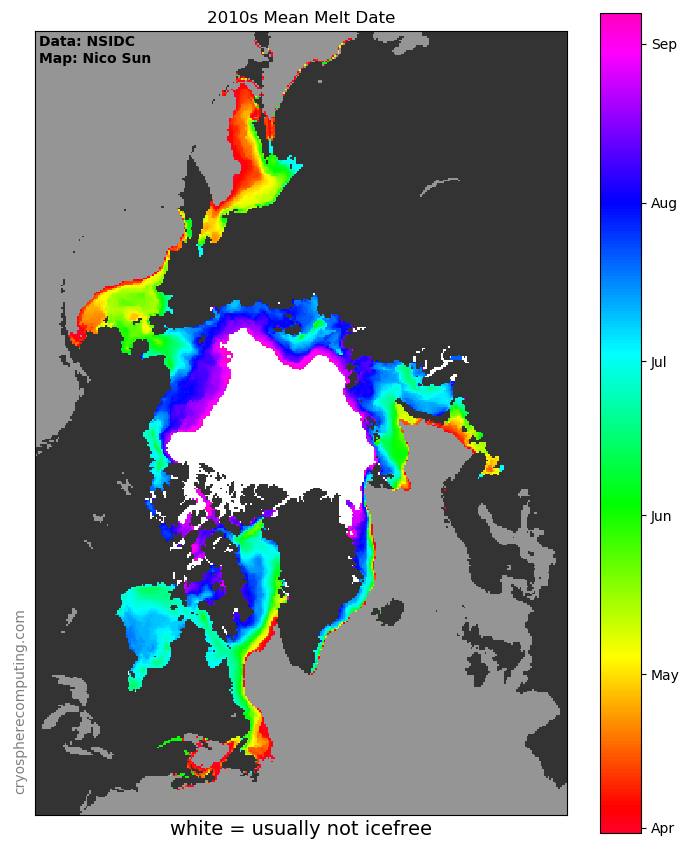 2010s Mean Melt Date
Data: NSIDC
Map: Nico Sun
Sep
Aug
Jul
Jun
May
Apr
cryospherecomputing.com
white = usually not icefree